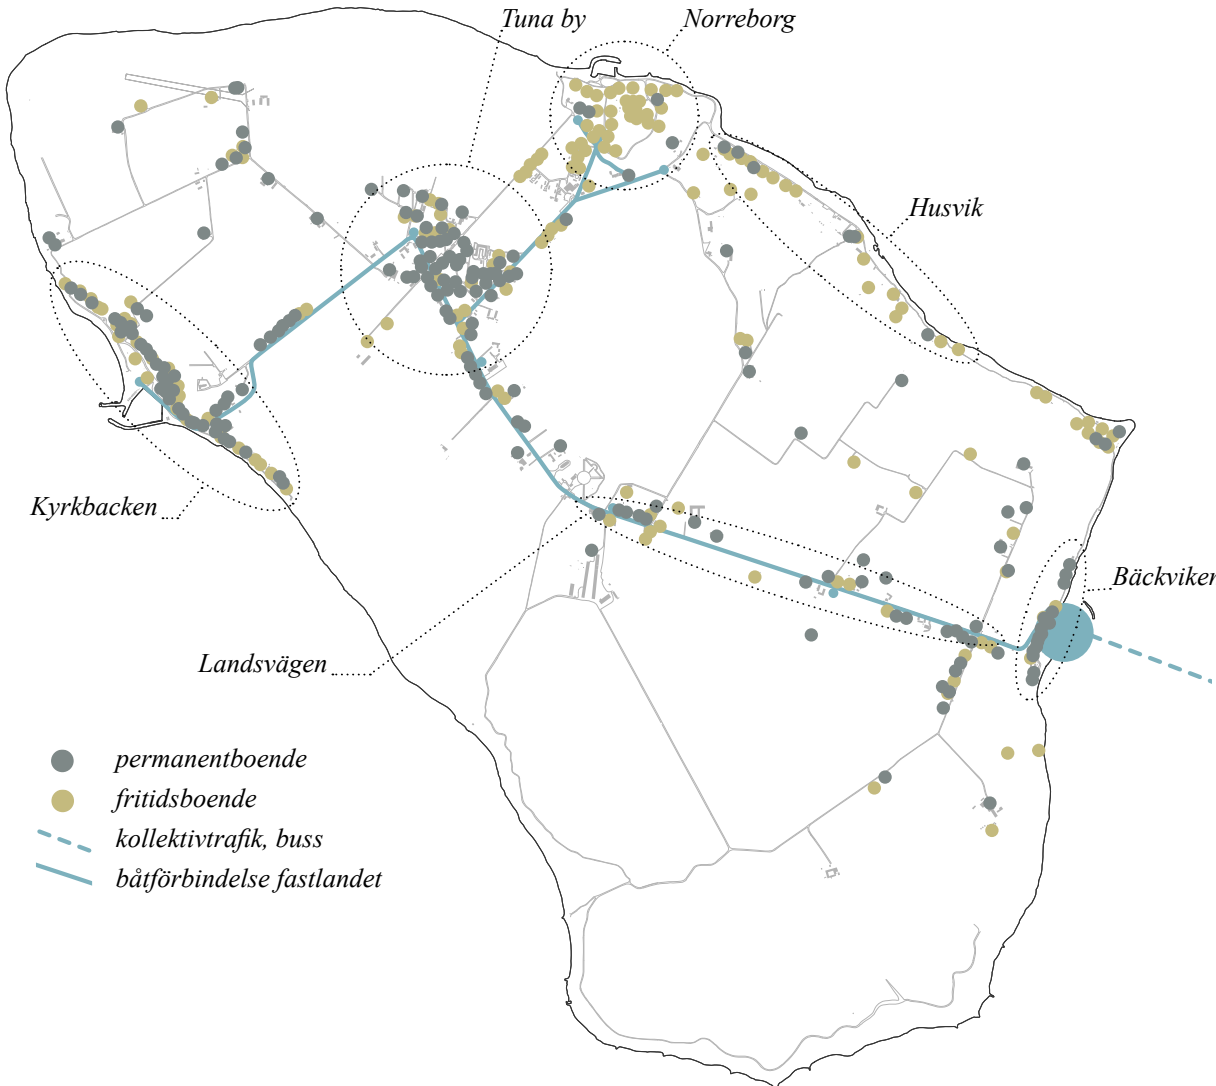 Tuna by
Norreborg
Husvik
Kyrkbacken
Bäckviken
Landsvägen
permanentboende
fritidsboende
kollektivtrafik, buss
båtförbindelse fastlandet